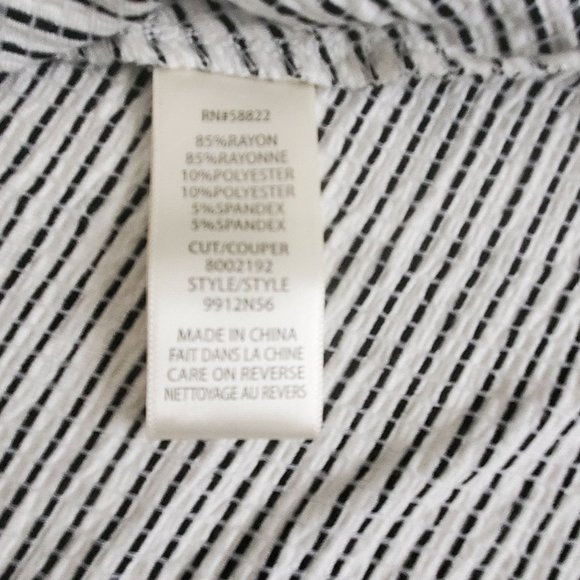 RN#58822
85%RAYON
85%RAYONNE
10%POLYESTER
10%POLYESTER
5%SPANDEX
5%SPANDEX
CUT/COUPER
8002192
STYLE/STYLE
9912N56
MADE IN CHINA
FAIT DANS LA CHINE
CARE ON REVERSE
NETTOYAGE AU REVERS